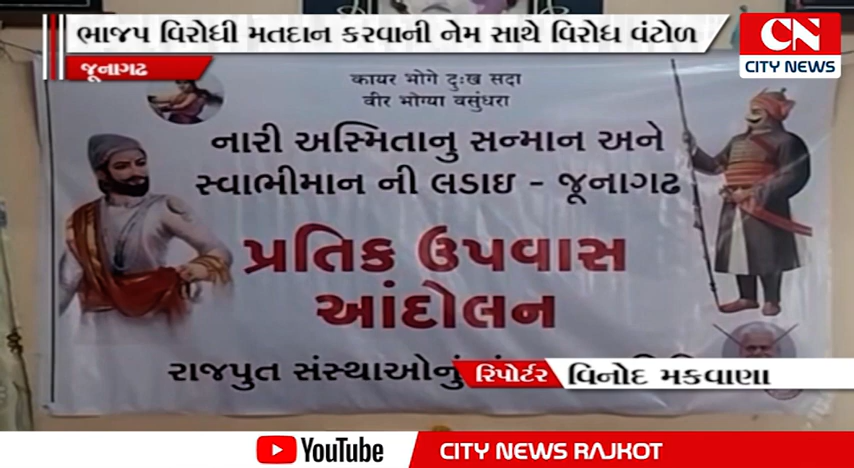 ભાજપ વિરોધી મતદાન કરવાની નેમ સાથે વિરોધ વંટોળ
CN
CITY NEWS
જૂનાગઢ
કાયર ભોગે દુઃખ સદા
વીર ભોગ્યા વસુંધરા
નારી અસ્મિતાનુ સન્માન અને
સ્વાભીમાન ની લડાઇ - જૂનાગઢ
પ્રતિક ઉપવાસ
આંદોલન
રાજપુત સંસ્થાઓનું
રિપોર્ટર વિનોદ મકવાણા
YouTube CITY NEWS RAJKOT